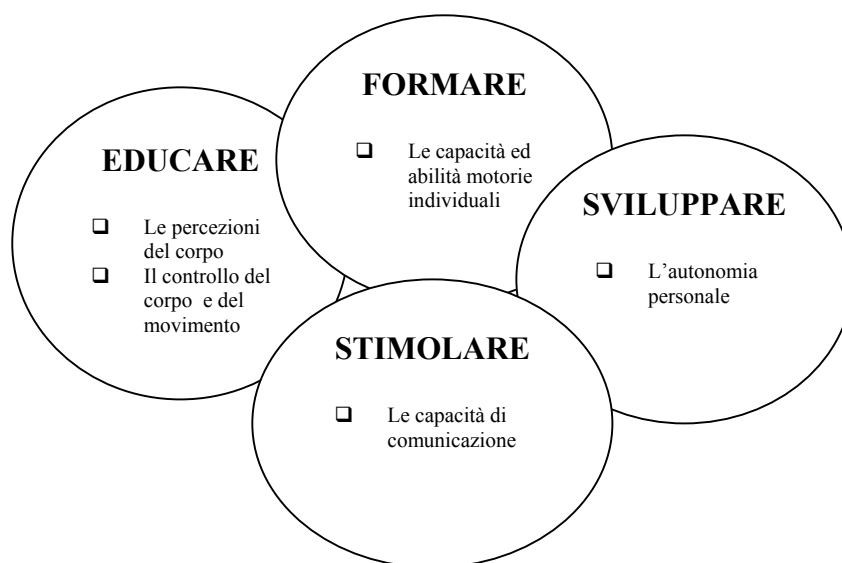 FORMARE
❑ Le capacità ed
abilità motorie
individuali
EDUCARE
❑ Le percezioni
del corpo
❑ Il controllo del
corpo e del
movimento
SVILUPPARE
❑ L'autonomia
personale
STIMOLARE
❑ Le capacità di
comunicazione